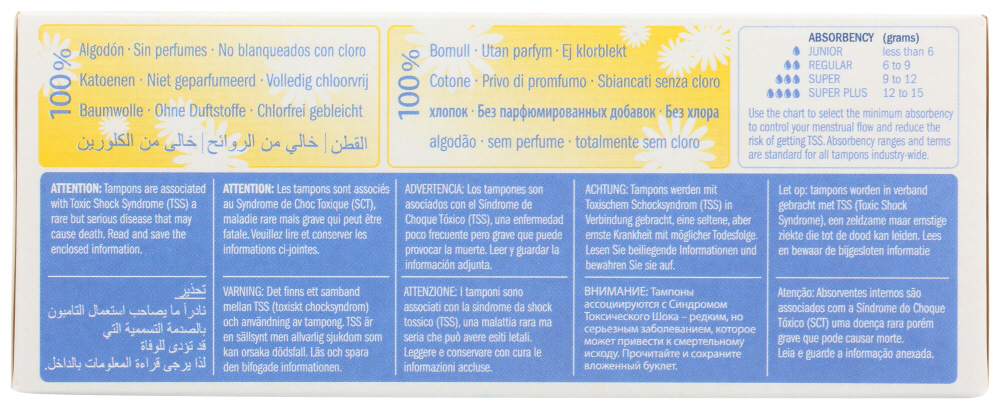 100%
Algodón · Sin perfumes · No blanqueados con cloro
Katoenen · Niet geparfumeerd · Volledig chloorvrij
Baumwolle · Ohne Duftstoffe · Chlorfrei gebleicht
القطن | خالي من الروائح | خالي من الكلورين
100%
Bomull · Utan parfym · Ej klorblekt
Cotone · Privo di promfumo · Sbiancati senza cloro
хлопок · Без парфюмированных добавок · Без хлора
algodão · sem perfume · totalmente sem cloro
ABSORBENCY (grams)
JUNIOR less than 6
REGULAR 6 to 9
SUPER 9 to 12
SUPER PLUS 12 to 15
Use the chart to select the minimum absorbency
to control your menstrual flow and reduce the
risk of getting TSS. Absorbency ranges and terms
are standard for all tampons industry-wide.
ATTENTION: Tampons are associated
with Toxic Shock Syndrome (TSS) a
rare but serious disease that may
cause death. Read and save the
enclosed information.
ATTENTION: Les tampons sont associés
au Syndrome de Choc Toxique (SCT),
maladie rare mais grave qui peut être
fatale. Veuillez lire et conserver les
informations ci-jointes.
ADVERTENCIA: Los tampones son
asociados con el Síndrome de
Choque Tóxico (TSS), una enfermedad
poco frecuente pero grave que puede
provocar la muerte. Leer y guardar la
información adjunta.
ACHTUNG: Tampons werden mit
Toxischem Schocksyndrom (TSS) in
Verbindung gebracht, eine seltene, aber
ernste Krankheit mit möglicher Todesfolge.
Lesen Sie beiliegende Informationen und
bewahren Sie sie auf.
Let op: tampons worden in verband
gebracht met TSS (Toxic Shock
Syndrome), een zeldzame maar ernstige
ziekte die tot de dood kan leiden. Lees
en bewaar de bijgesloten informatie
تحذير
نادراً ما يصاحب استعمال التامبون
بالصدمة التسممية التي
قد تؤدى للوفاة
لذا يرجى قراءة المعلومات بالداخل.
VARNING: Det finns ett samband
mellan TSS (toxiskt chocksyndrom)
och användning av tampong. TSS är
en sällsynt men allvarlig sjukdom som
kan orsaka dödsfall. Läs och spara
den bifogade informationen.
ATTENZIONE: I tamponi sono
associati con la sindrome da shock
tossico (TSS), una malattia rara ma
seria che può avere esiti letali.
Leggere e conservare con cura le
informazioni accluse.
ВНИМАНИЕ: Тампоны
ассоциируются с Синдромом
Токсического Шока – редким, но
серьезным заболеванием, которое
может привести к смертельному
исходу. Прочитайте и сохраните
вложенный буклет.
Atenção: Absorventes internos são
associados com a Síndrome do Choque
Tóxico (SCT) uma doença rara porém
grave que pode causar morte.
Leia e guarde a informação anexada.